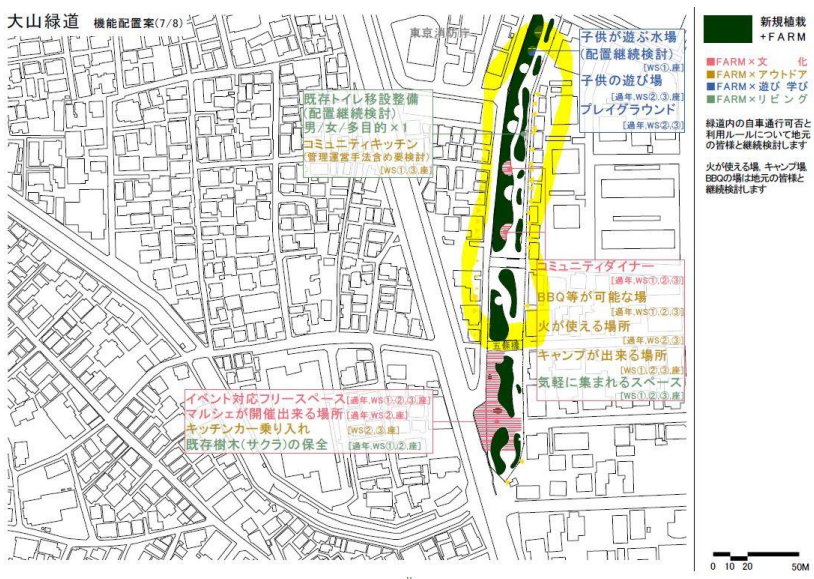 大山緑道 機能配置案(7/8)
東京消防庁
子供が遊ぶ水場
(配置継続検討)
[WS①,座]
子供の遊び場
[過年,WS②,③,座]
プレイグラウンド
[過年,WS②,③]
既存トイレ移設整備
(配置継続検討)
男/女/多目的×1
コミュニティキッチン
(管理運営手法含め要検討)
[WS①,③,座]
コミュニティダイナー
[過年,WS①,②,③]
BBQ等が可能な場
[過年,WS①,②,③]
火が使える場所
[過年,WS②,③]
キャンプが出来る場所
[WS①,②,③,座]
気軽に集まれるスペース
[WS①,②,③,座]
五條橋
イベント対応フリースペース[過年,WS①,②,③,座]
マルシェが開催出来る場所[過年,WS②,座]
キッチンカー乗り入れ [WS②,③,座]
既存樹木(サクラ)の保全 [過年,WS①,②,座]
新規植栽
+FARM
■FARM×文 化
■FARM×アウトドア
■FARM×遊び 学び
■FARM×リビング
緑道内の自車通行可否と
利用ルールについて地元
の皆様と継続検討します
火が使える場、キャンプ場、
BBQの場は地元の皆様と
継続検討します
0 10 20 50M